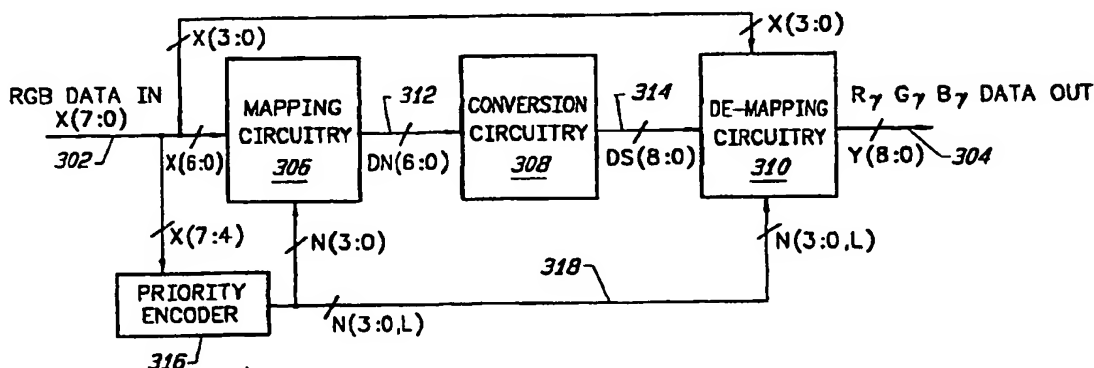 X(3:0)
X(3:0)
RGB DATA IN
X(7:0)
302
X(6:0)
MAPPING
CIRCUITRY
306
312
DN(6:0)
CONVERSION
CIRCUITRY
308
314
DS(8:0)
DE-MAPPING
CIRCUITRY
310
Rγ Gγ Bγ DATA OUT
Y(8:0)
304
X(7:4)
N(3:0)
N(3:0,L)
318
PRIORITY
ENCODER
N(3:0,L)
316